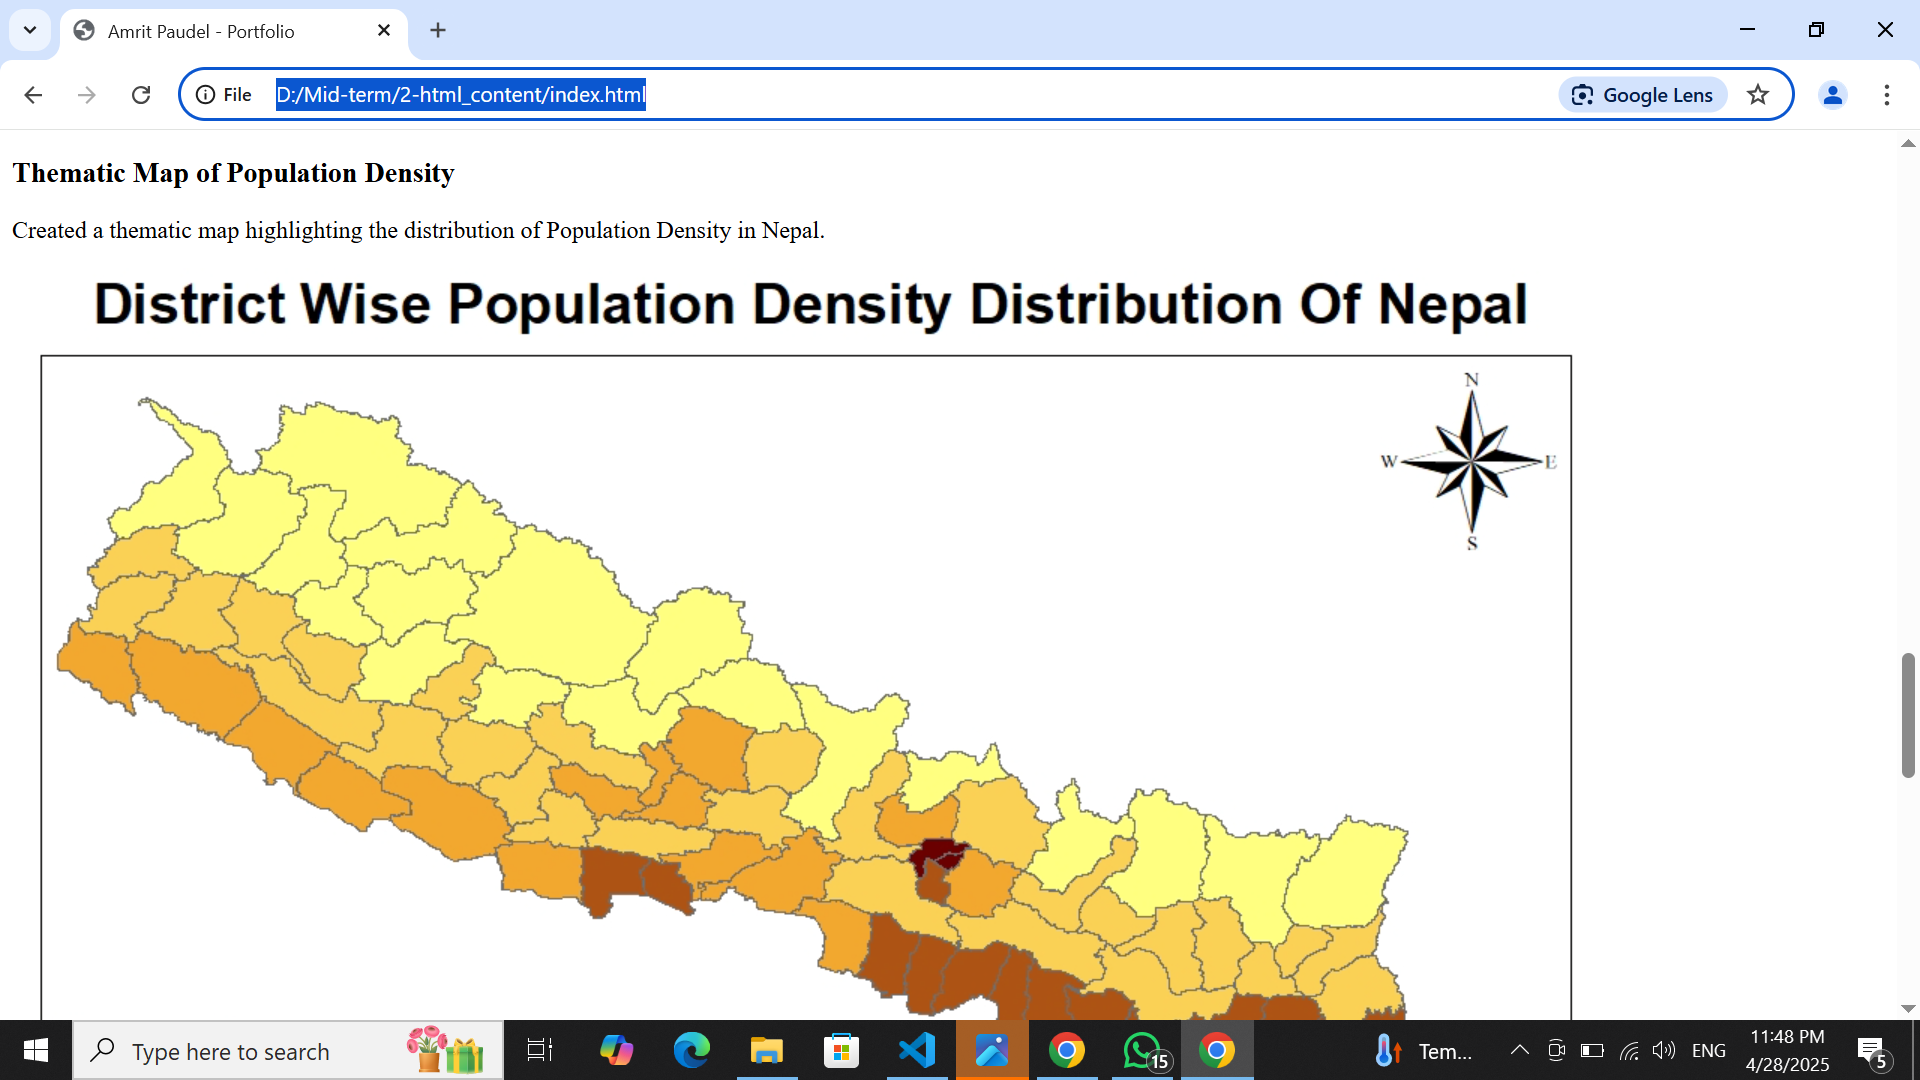 Amrit Paudel - Portfolio
File D:/Mid-term/2-html_content/index.html Google Lens
Thematic Map of Population Density
Created a thematic map highlighting the distribution of Population Density in Nepal.
District Wise Population Density Distribution Of Nepal
N
W E
S
Type here to search 15 Tem... ENG 11:48 PM 5
4/28/2025